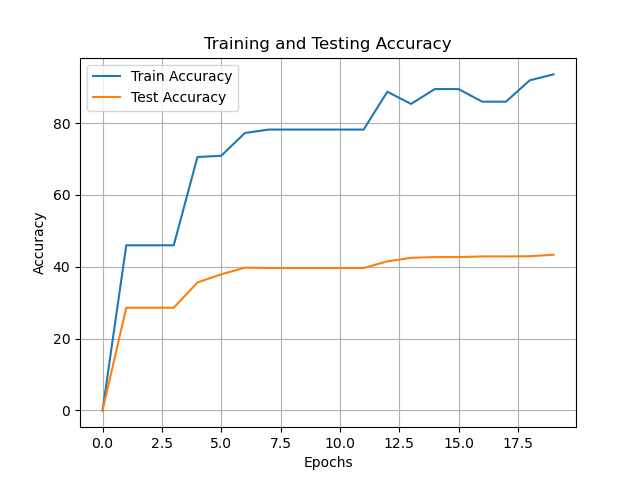 Training and Testing Accuracy
Train Accuracy
Test Accuracy
80
60
40
20
0
Accuracy
0.0 2.5 5.0 7.5 10.0 12.5 15.0 17.5
Epochs